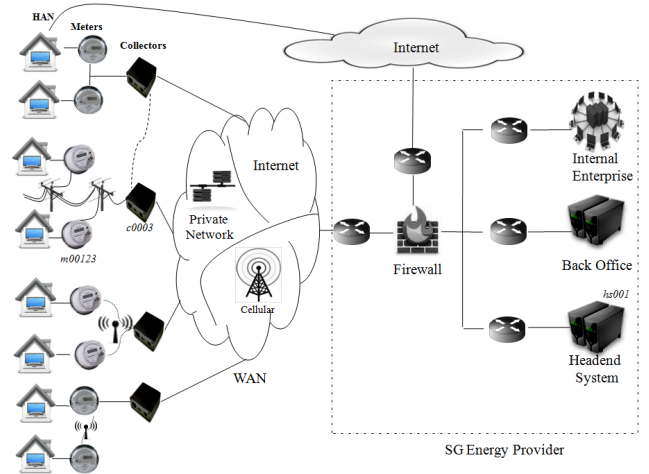 HAN
Meters
Collectors
Internet
Internet
Private
Network
Cellular
WAN
c0003
m00123
Firewall
Internal
Enterprise
Back Office
hs001
Headend
System
SG Energy Provider